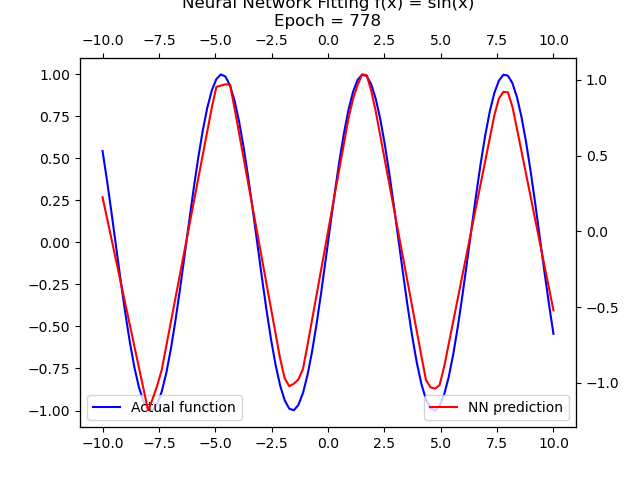 Neural Network Fitting f(x) = sin(x)
Epoch = 778
−10.0 −7.5 −5.0 −2.5 0.0 2.5 5.0 7.5 10.0
1.00
0.75
0.50
0.25
0.00
−0.25
−0.50
−0.75
−1.00
1.0
0.5
0.0
−0.5
−1.0
Actual function
NN prediction
−10.0 −7.5 −5.0 −2.5 0.0 2.5 5.0 7.5 10.0